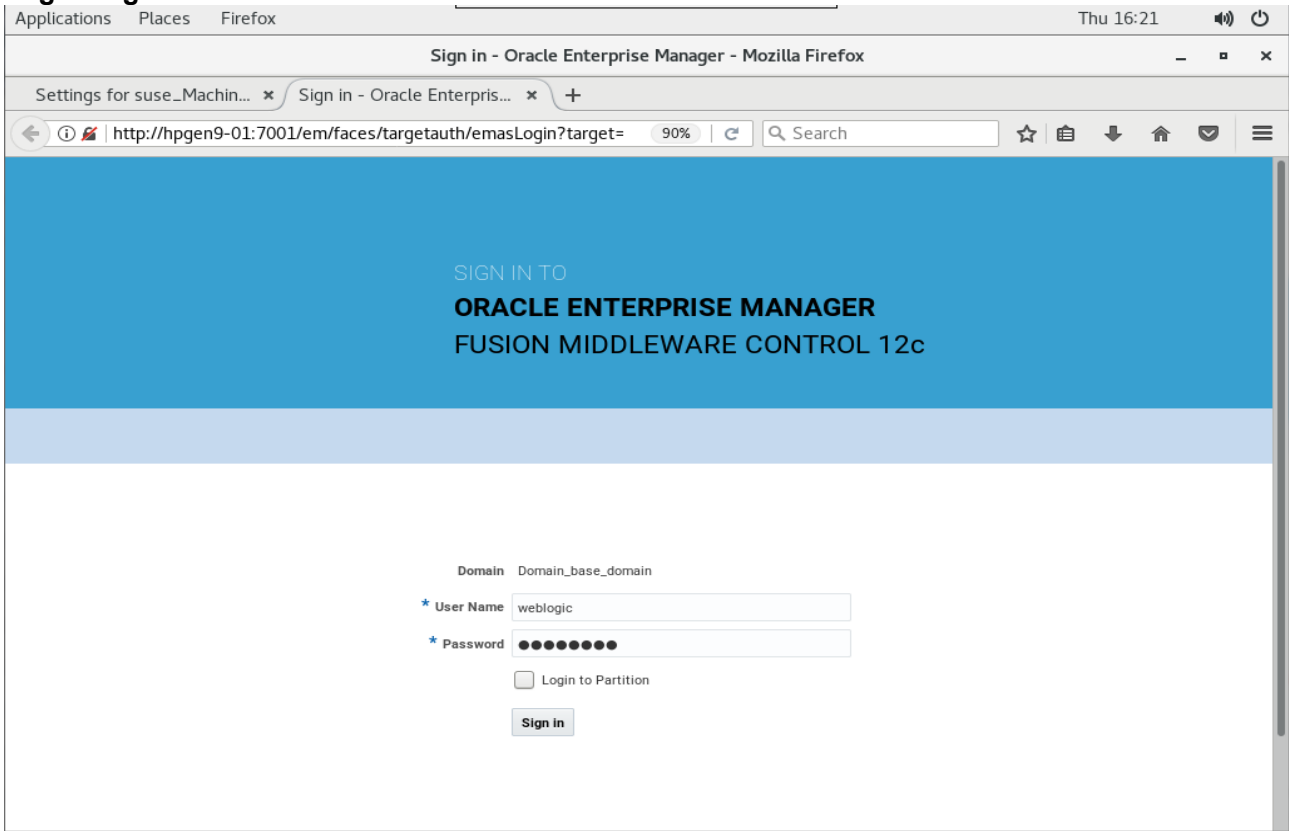 Applications Places Firefox Thu 16:21
Sign in - Oracle Enterprise Manager - Mozilla Firefox
Settings for suse_Machin... Sign in - Oracle Enterpris...
http://hpgen9-01:7001/em/faces/targetauth/emasLogin?target= 90% Search
SIGN IN TO
ORACLE ENTERPRISE MANAGER
FUSION MIDDLEWARE CONTROL 12c
Domain Domain_base_domain
* User Name weblogic
* Password ●●●●●●●●
Login to Partition
Sign in